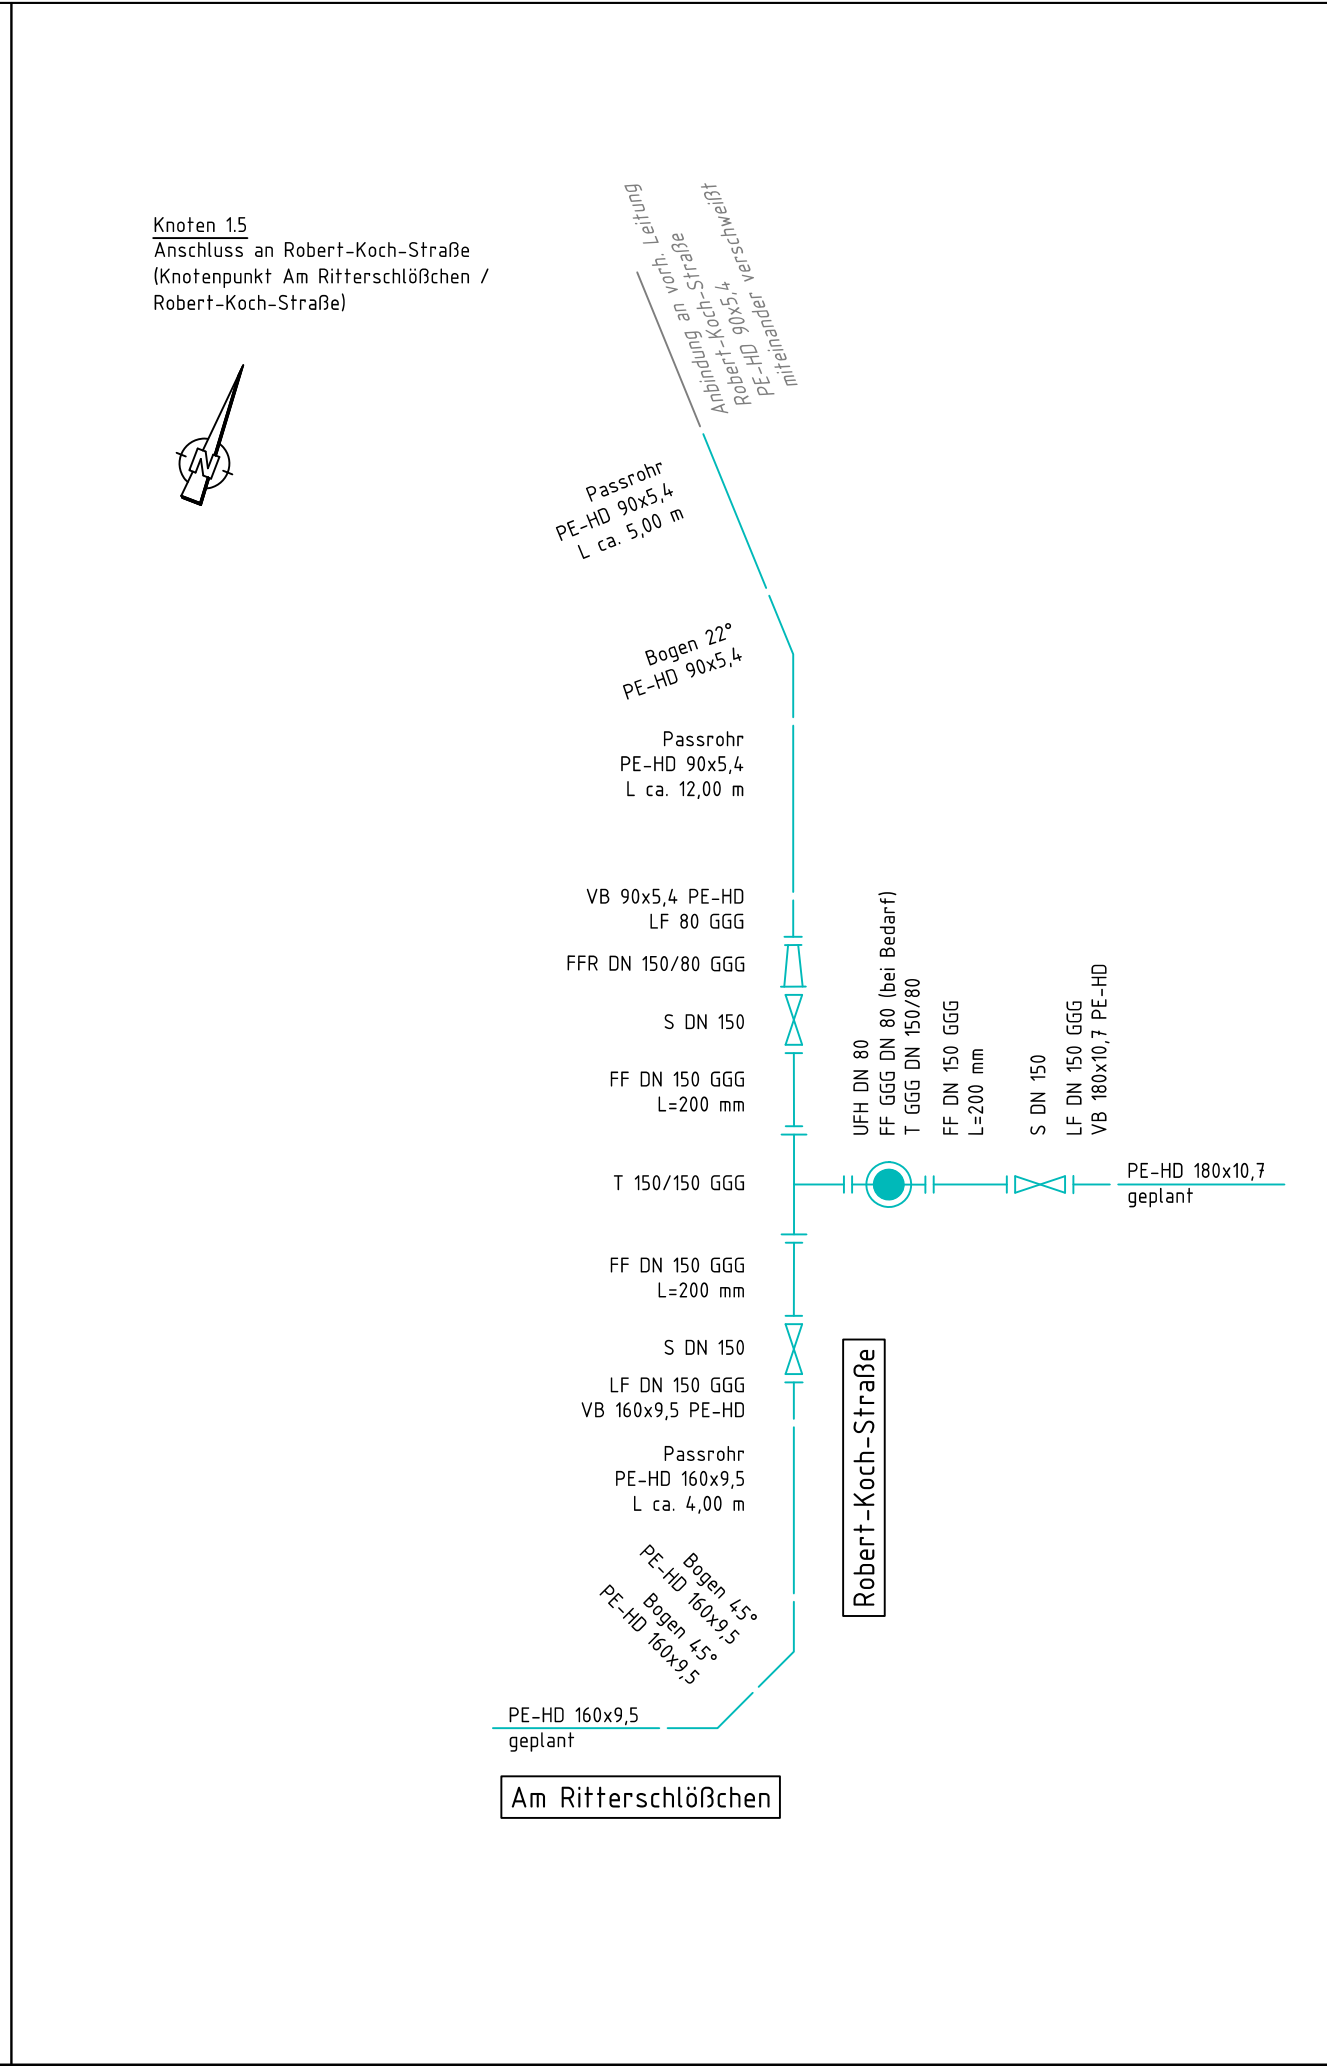 Knoten 1.5
Anschluss an Robert-Koch-Straße
(Knotenpunkt Am Ritterschlößchen /
Robert-Koch-Straße)
N
Anbindung an vorh. Leitung
Robert-Koch-Straße
PE-HD 90x5,4
miteinander verschweißt
Passrohr
PE-HD 90x5,4
L ca. 5,00 m
Bogen 22°
PE-HD 90x5,4
Passrohr
PE-HD 90x5,4
L ca. 12,00 m
VB 90x5,4 PE-HD
LF 80 GGG
FFR DN 150/80 GGG
S DN 150
FF DN 150 GGG
L=200 mm
T 150/150 GGG
UFH DN 80
FF GGG DN 80 (bei Bedarf)
T GGG DN 150/80
FF DN 150 GGG
L=200 mm
S DN 150
LF DN 150 GGG
VB 180x10,7 PE-HD
PE-HD 180x10,7
geplant
FF DN 150 GGG
L=200 mm
S DN 150
LF DN 150 GGG
VB 160x9,5 PE-HD
Passrohr
PE-HD 160x9,5
L ca. 4,00 m
Robert-Koch-Straße
Bogen 45°
PE-HD 160x9,5
Bogen 45°
PE-HD 160x9,5
PE-HD 160x9,5
geplant
Am Ritterschlößchen